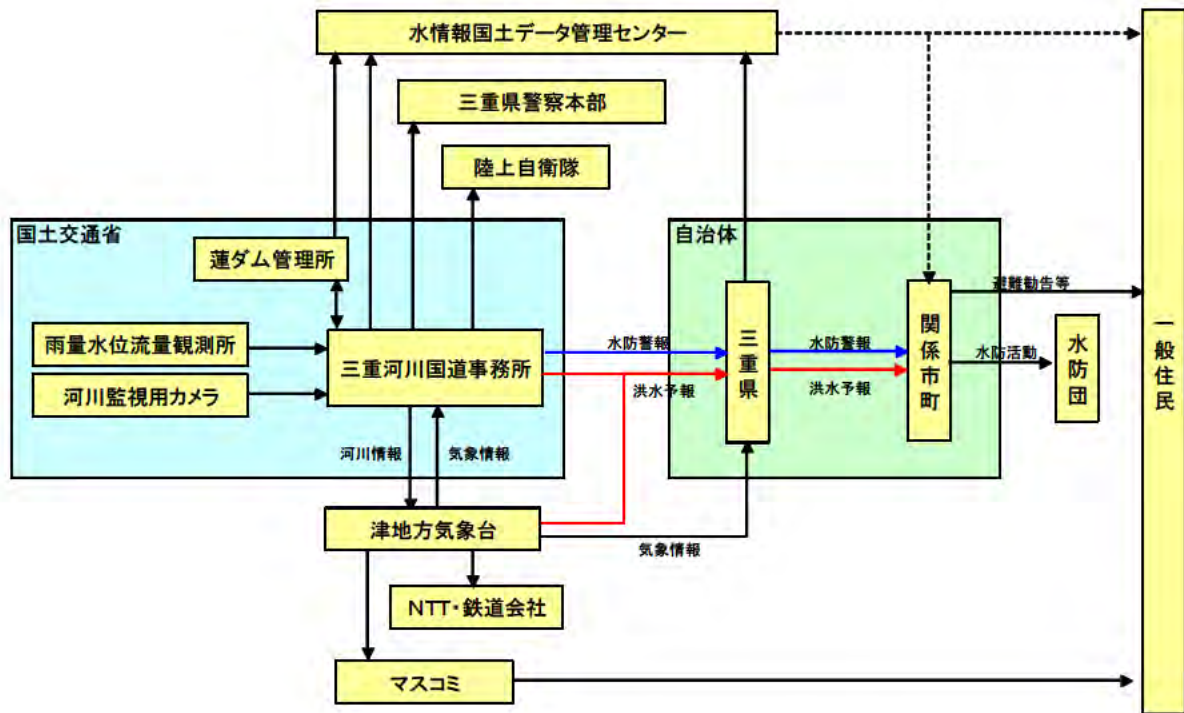 水情報国土データ管理センター
三重県警察本部
陸上自衛隊
国土交通省
自治体
蓮ダム管理所
雨量水位流量観測所
河川監視用カメラ
三重河川国道事務所
水防警報
洪水予報
三重県
水防警報
洪水予報
関係市町
避難勧告等
水防活動
水防団
一般住民
河川情報
気象情報
津地方気象台
気象情報
NTT・鉄道会社
マスコミ